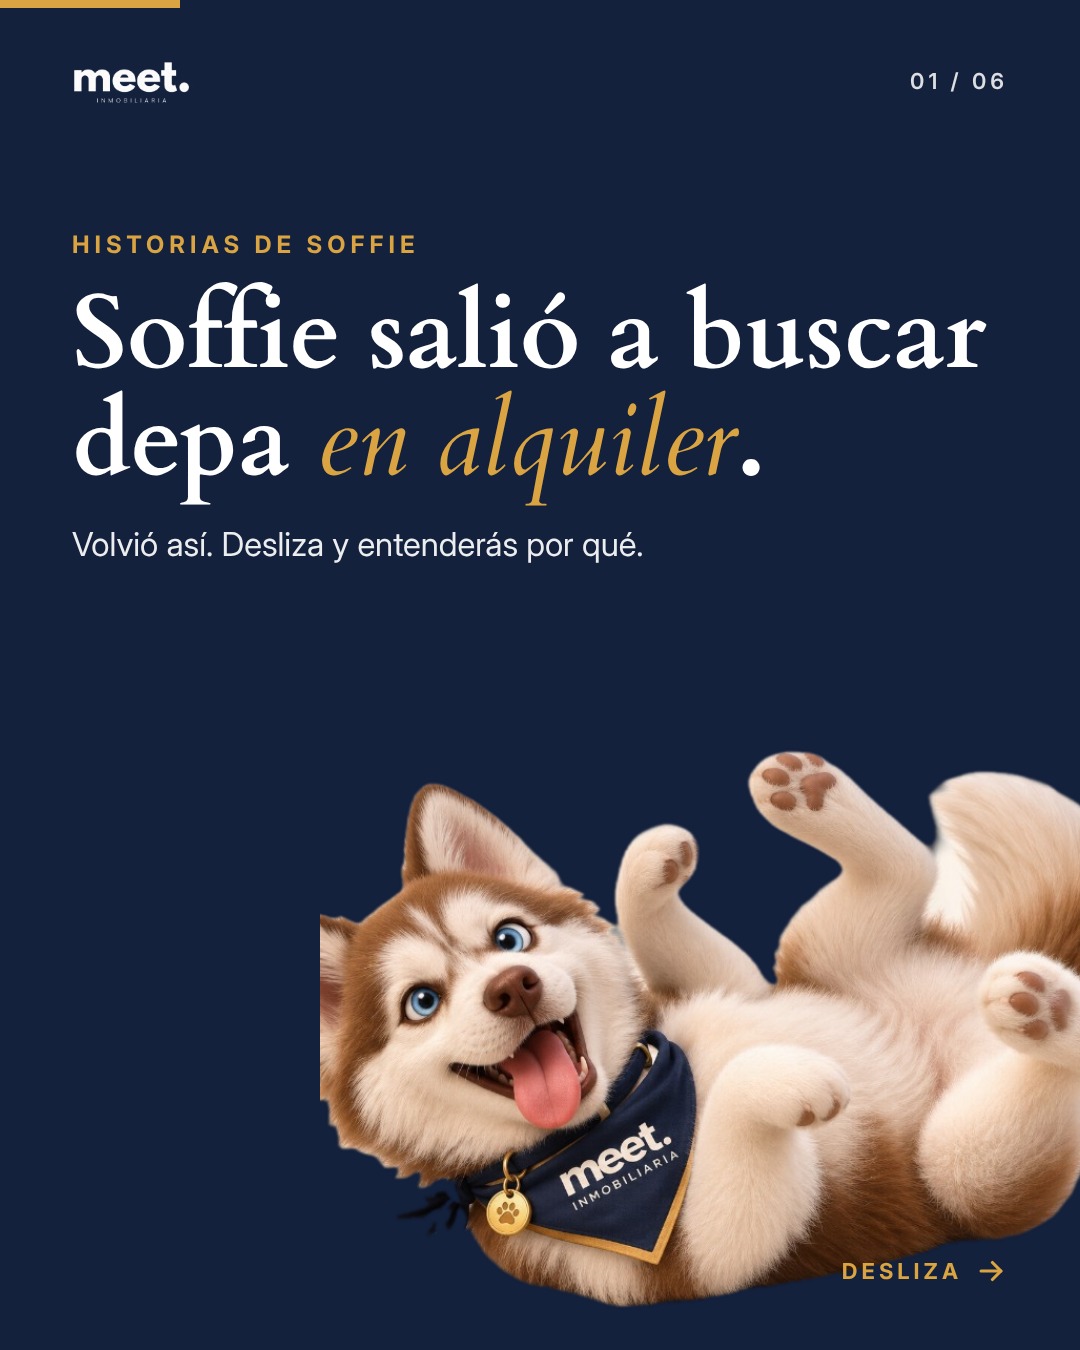 meet.
INMOBILIARIA
01 / 06
HISTORIAS DE SOFFIE
Soffie salió a buscar
depa en alquiler.
Volvió así. Desliza y entenderás por qué.
meet.
INMOBILIARIA
DESLIZA →